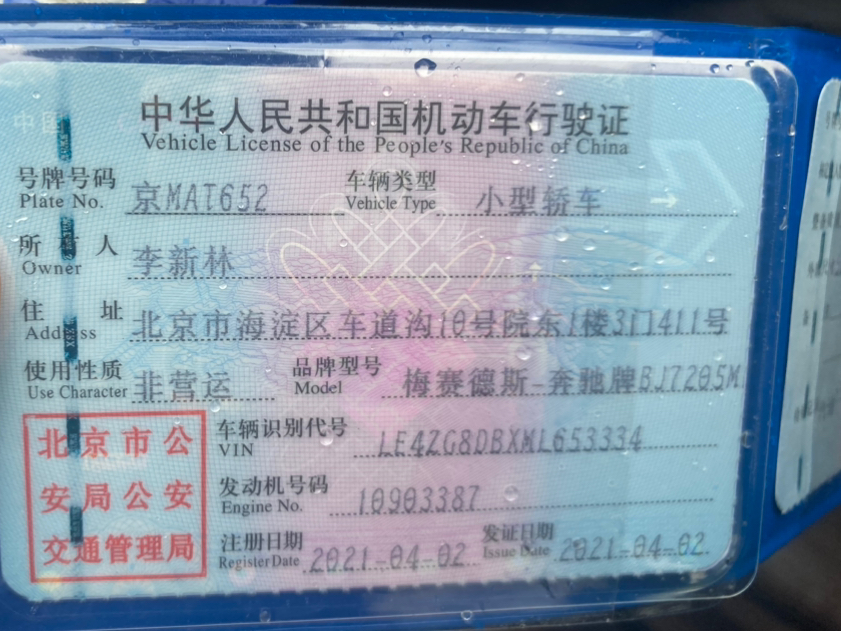 中华人民共和国机动车行驶证
Vehicle License of the People's Republic of China
号牌号码 京MAT652 车辆类型 小型轿车
Plate No. Vehicle Type
所有人 李新林
Owner
住址 北京市海淀区车道沟10号院东1楼3门1411号
Address
使用性质 非营运 品牌型号 梅赛德斯-奔驰牌BJ7205M
Use Character Model
北京市公
安局公安
交通管理局
车辆识别代号 LE4ZG8DBXML653334
VIN
发动机号码 10903387
Engine No.
注册日期 2021-04-02 发证日期 2021-04-02
Register Date Issue Date